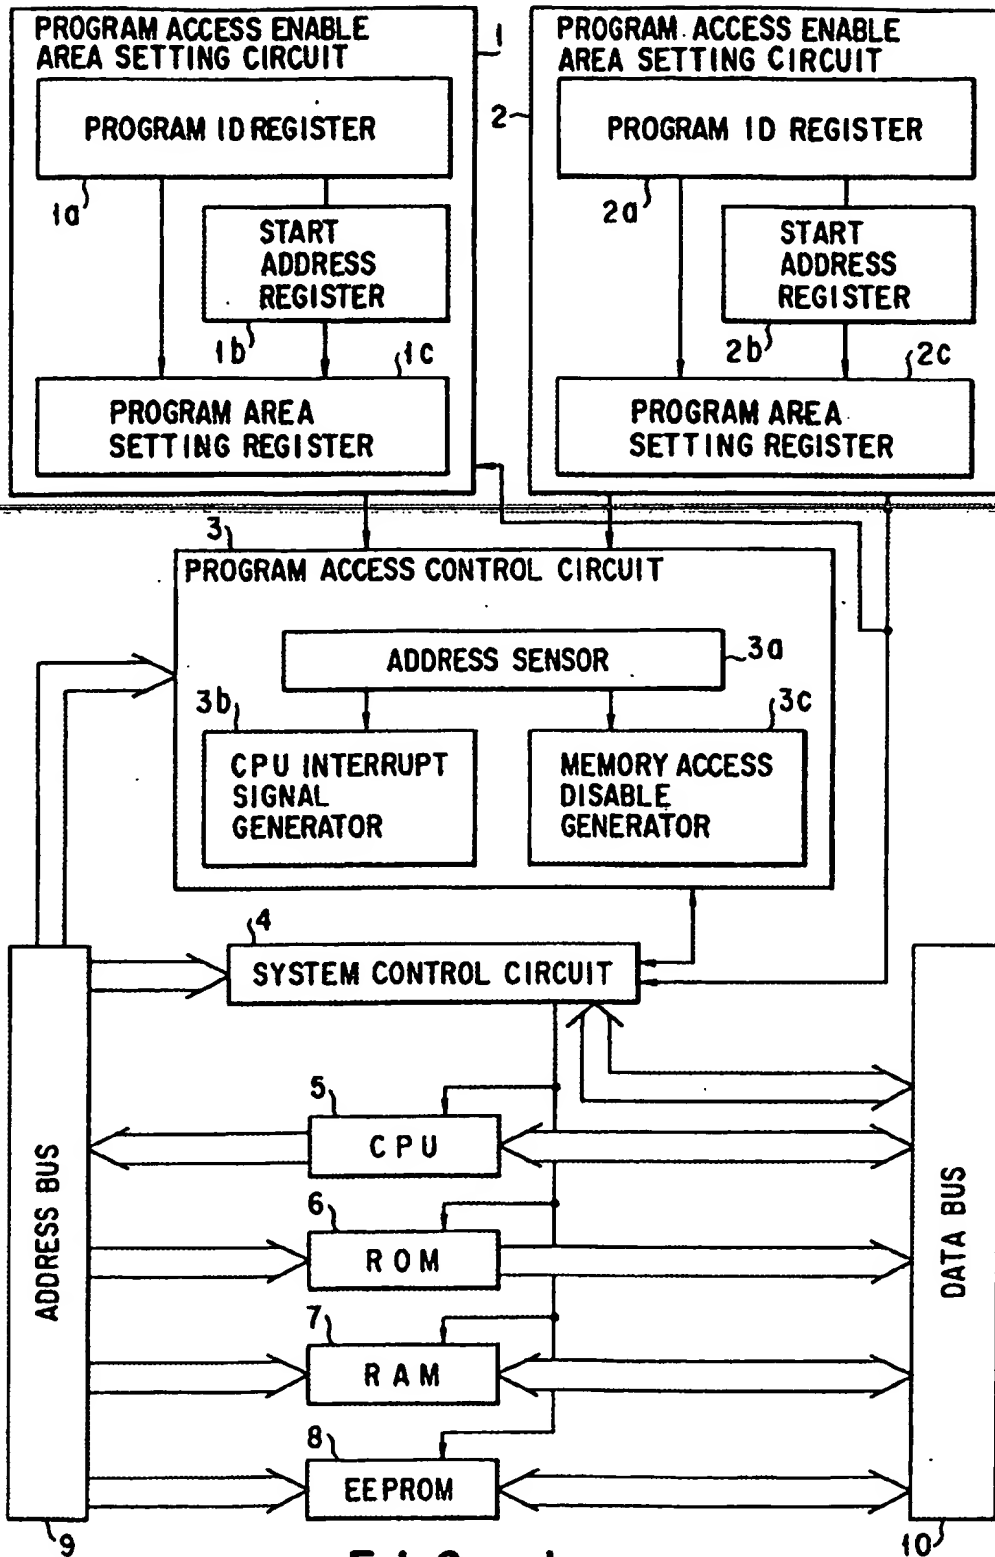 PROGRAM ACCESS ENABLE
AREA SETTING CIRCUIT
1
PROGRAM ID REGISTER
1a
START
ADDRESS
REGISTER
1b
1c
PROGRAM AREA
SETTING REGISTER
PROGRAM ACCESS ENABLE
AREA SETTING CIRCUIT
2
PROGRAM ID REGISTER
2a
START
ADDRESS
REGISTER
2b
2c
PROGRAM AREA
SETTING REGISTER
3
PROGRAM ACCESS CONTROL CIRCUIT
ADDRESS SENSOR
3a
3b
CPU INTERRUPT
SIGNAL
GENERATOR
3c
MEMORY ACCESS
DISABLE
GENERATOR
4
SYSTEM CONTROL CIRCUIT
5
CPU
6
ROM
7
RAM
8
EEPROM
ADDRESS BUS
9
DATA BUS
10